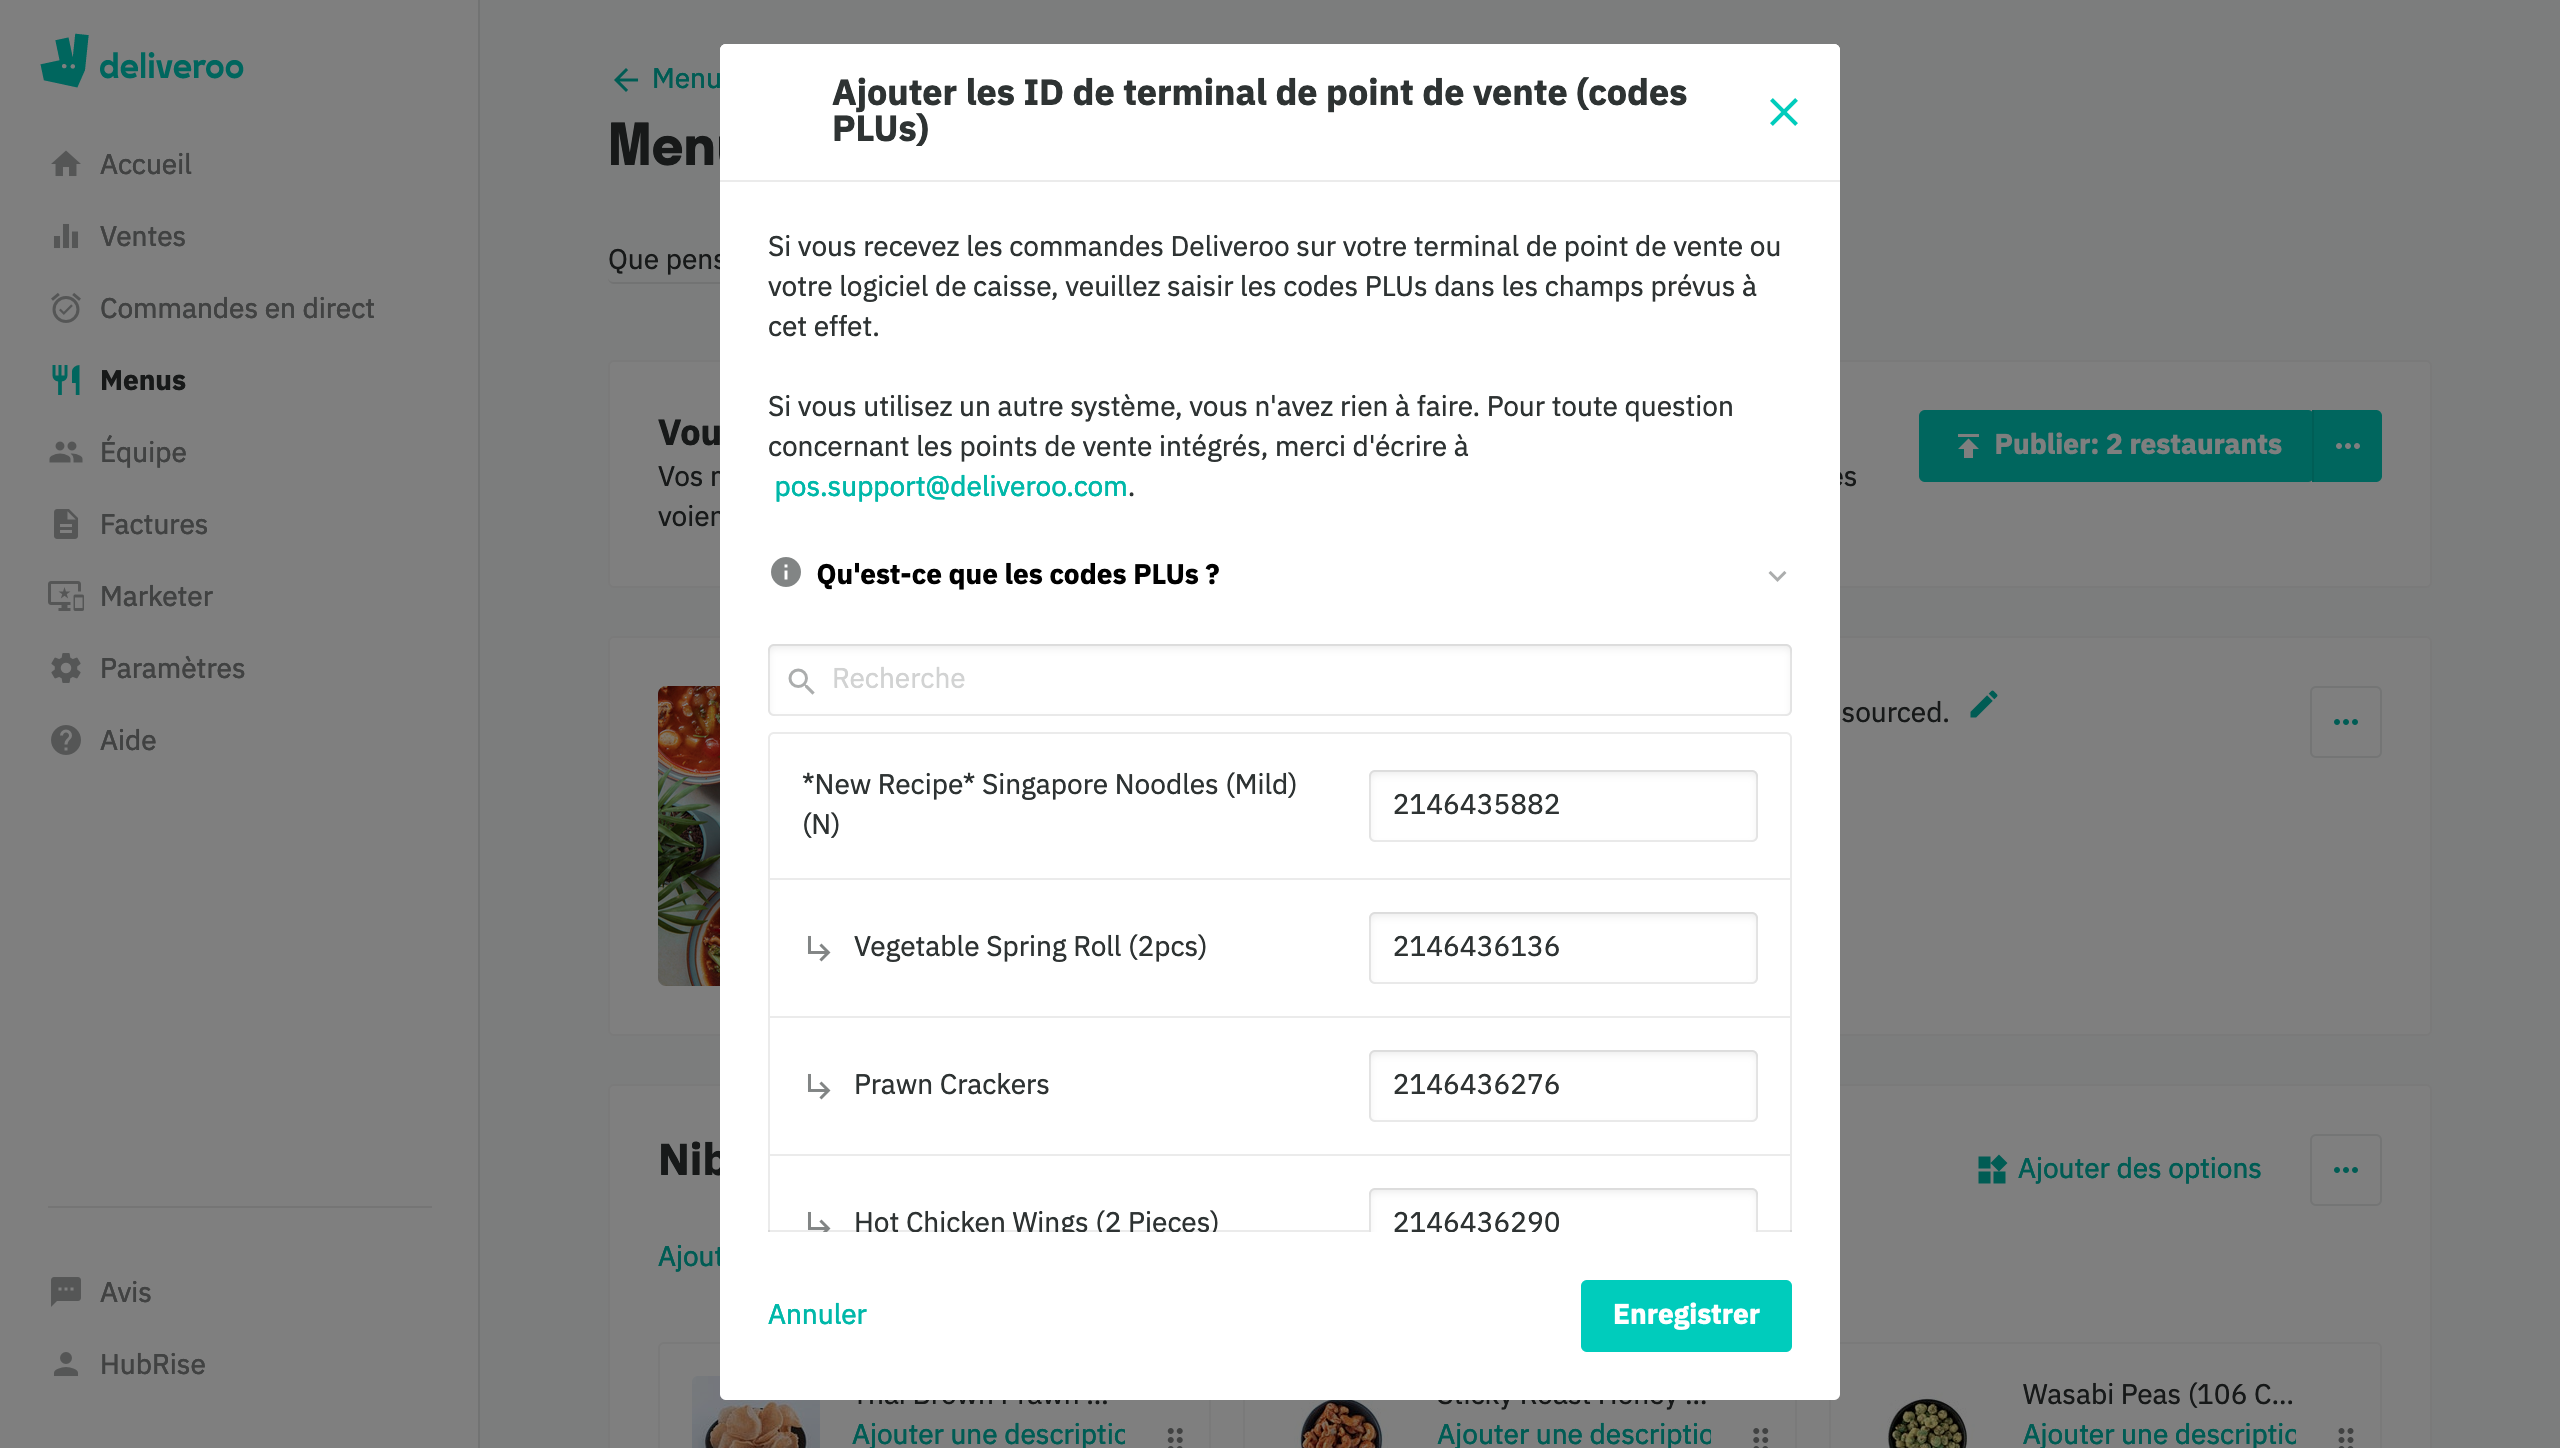 deliveroo
Accueil
Ventes
Commandes en direct
Menus
Équipe
Factures
Marketer
Paramètres
Aide
Avis
HubRise
Menu
Menu
Que pens
Vou
Vos r
voien
Publier: 2 restaurants
es
sourced.
Nib
Ajouter des options
Ajout
Ajouter une descriptio
Ajouter une descriptio
Wasabi Peas (106 C...
Ajouter une descriptio
Ajouter les ID de terminal de point de vente (codes
PLUs)
Si vous recevez les commandes Deliveroo sur votre terminal de point de vente ou
votre logiciel de caisse, veuillez saisir les codes PLUs dans les champs prévus à
cet effet.
Si vous utilisez un autre système, vous n'avez rien à faire. Pour toute question
concernant les points de vente intégrés, merci d'écrire à
pos.support@deliveroo.com.
Qu'est-ce que les codes PLUs ?
Recherche
*New Recipe* Singapore Noodles (Mild)
(N)
2146435882
Vegetable Spring Roll (2pcs)
2146436136
Prawn Crackers
2146436276
Hot Chicken Wings (2 Pieces)
2146436290
Annuler
Enregistrer